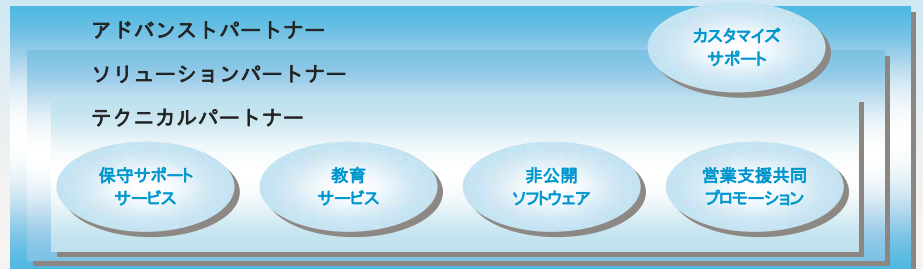 アドバンストパートナー
カスタマイズ
サポート
ソリューションパートナー
テクニカルパートナー
保守サポート
サービス
教育
サービス
非公開
ソフトウェア
営業支援共同
プロモーション